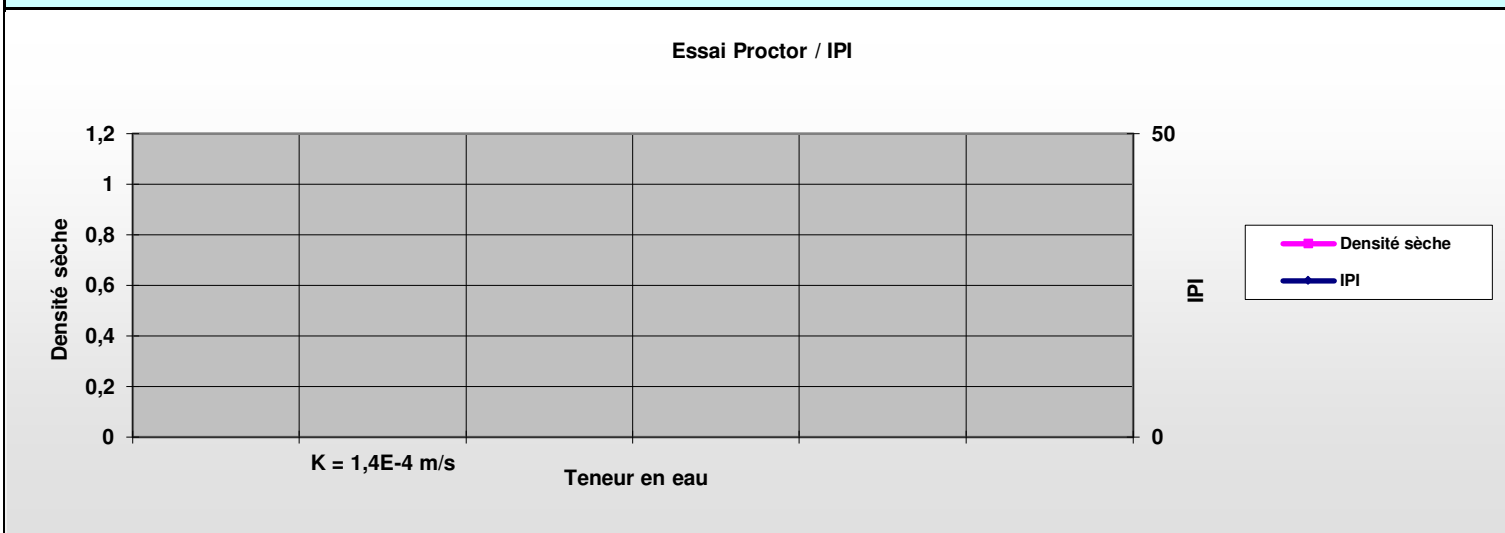 Essai Proctor / IPI
1,2
1
0,8
0,6
0,4
0,2
0
Densité sèche
50
0
IPI
Densité sèche
IPI
K = 1,4E-4 m/s
Teneur en eau